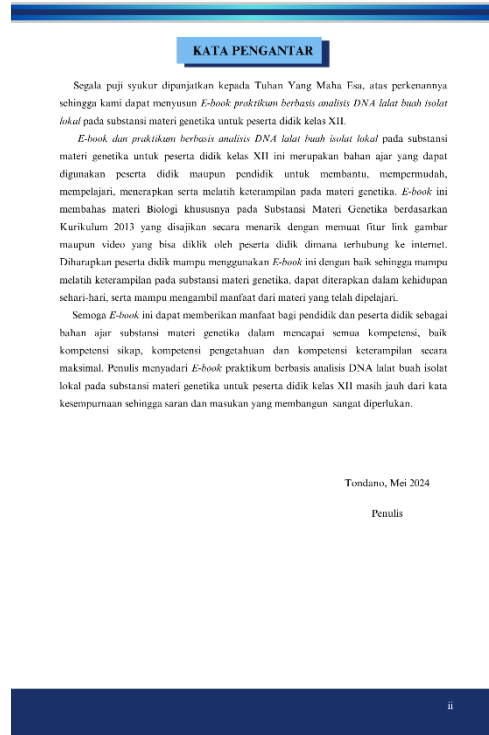 KATA PENGANTAR
Segala puji syukur dipanjatkan kepada Tuhan Yang Maha Esa, atas perkenannya
sehingga kami dapat menyusun E-book praktikum berbasis analisis DNA lalat buah isolat
lokal pada substansi materi genetika untuk peserta didik kelas XII.
E-book dan praktikum berbasis analisis DNA lalat buah isolat lokal pada substansi
materi genetika untuk peserta didik kelas XII ini merupakan bahan ajar yang dapat
digunakan peserta didik maupun pendidik untuk membantu, mempermudah,
mempelajari, menerapkan serta melatih keterampilan pada materi genetika. E-book ini
membahas materi Biologi khususnya pada Substansi Materi Genetika berdasarkan
Kurikulum 2013 yang disajikan secara menarik dengan memuat fitur link gambar
maupun video yang bisa diklik oleh peserta didik dimana terhubung ke internet.
Diharapkan peserta didik mampu menggunakan E-book ini dengan baik sehingga mampu
melatih keterampilan pada substansi materi genetika, dapat diterapkan dalam kehidupan
sehari-hari, serta mampu mengambil manfaat dari materi yang telah dipelajari.
Semoga E-book ini dapat memberikan manfaat bagi pendidik dan peserta didik sebagai
bahan ajar substansi materi genetika dalam mencapai semua kompetensi, baik
kompetensi sikap, kompetensi pengetahuan dan kompetensi keterampilan secara
maksimal. Penulis menyadari E-book praktikum berbasis analisis DNA lalat buah isolat
lokal pada substansi materi genetika untuk peserta didik kelas XII masih jauh dari kata
kesempurnaan sehingga saran dan masukan yang membangun sangat diperlukan.
Tondano, Mei 2024
Penulis
ii